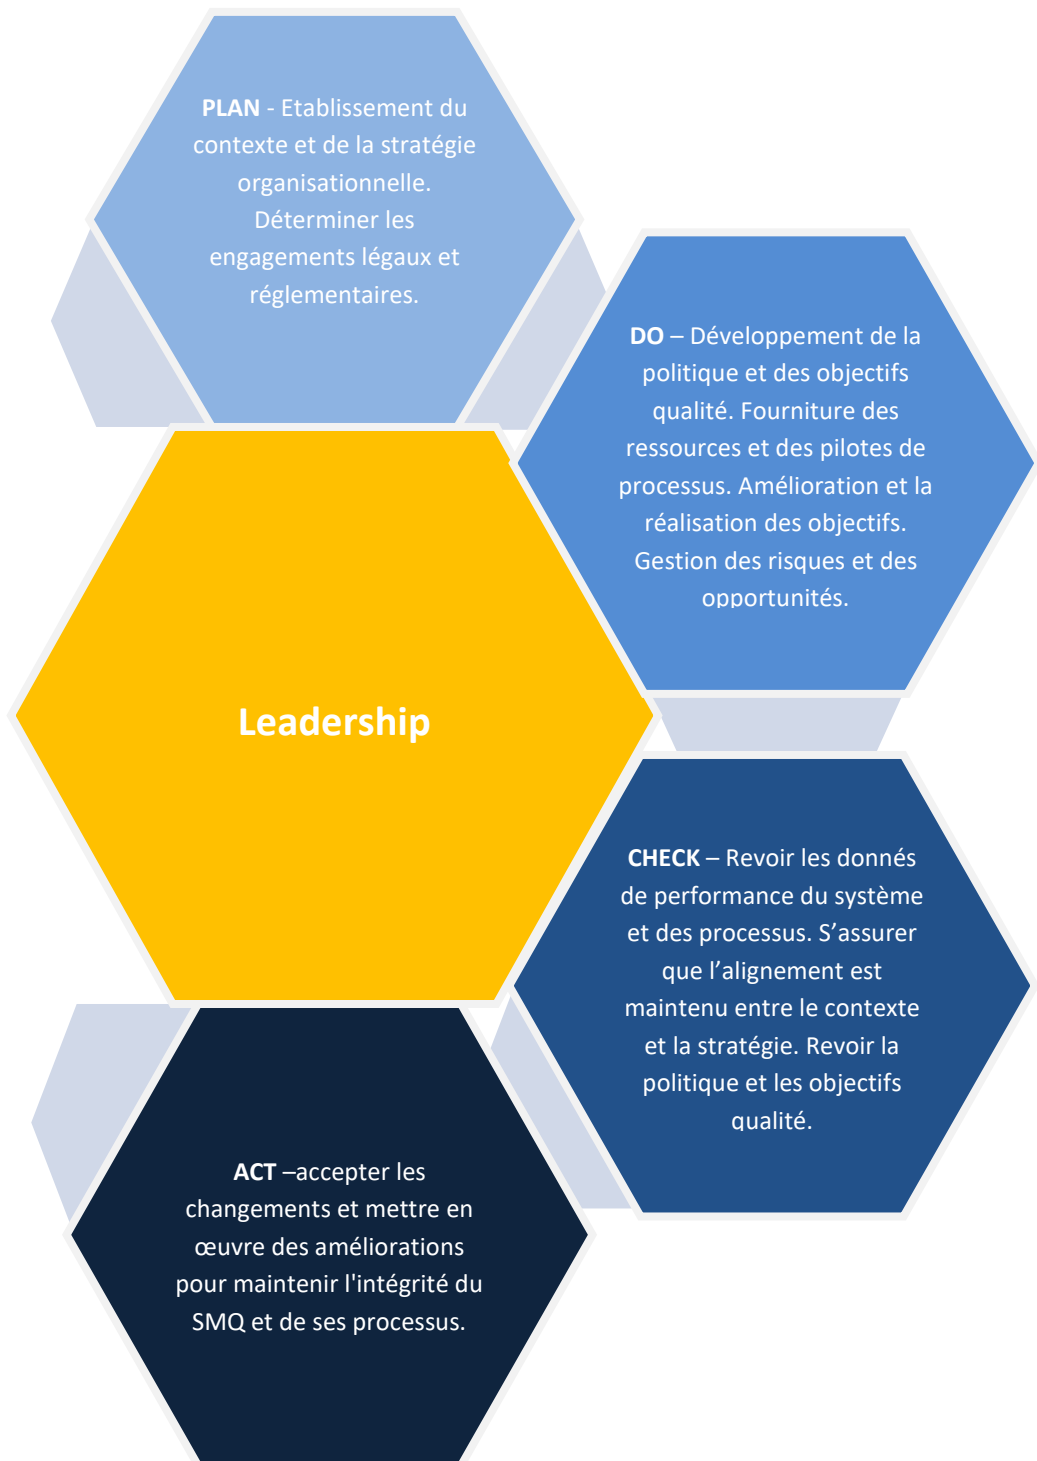 PLAN - Etablissement du
contexte et de la stratégie
organisationnelle.
Déterminer les
engagements légaux et
réglementaires.
DO – Développement de la
politique et des objectifs
qualité. Fourniture des
ressources et des pilotes de
processus. Amélioration et la
réalisation des objectifs.
Gestion des risques et des
opportunités.
Leadership
CHECK – Revoir les donnés
de performance du système
et des processus. S’assurer
que l’alignement est
maintenu entre le contexte
et la stratégie. Revoir la
politique et les objectifs
qualité.
ACT –accepter les
changements et mettre en
œuvre des améliorations
pour maintenir l'intégrité du
SMQ et de ses processus.